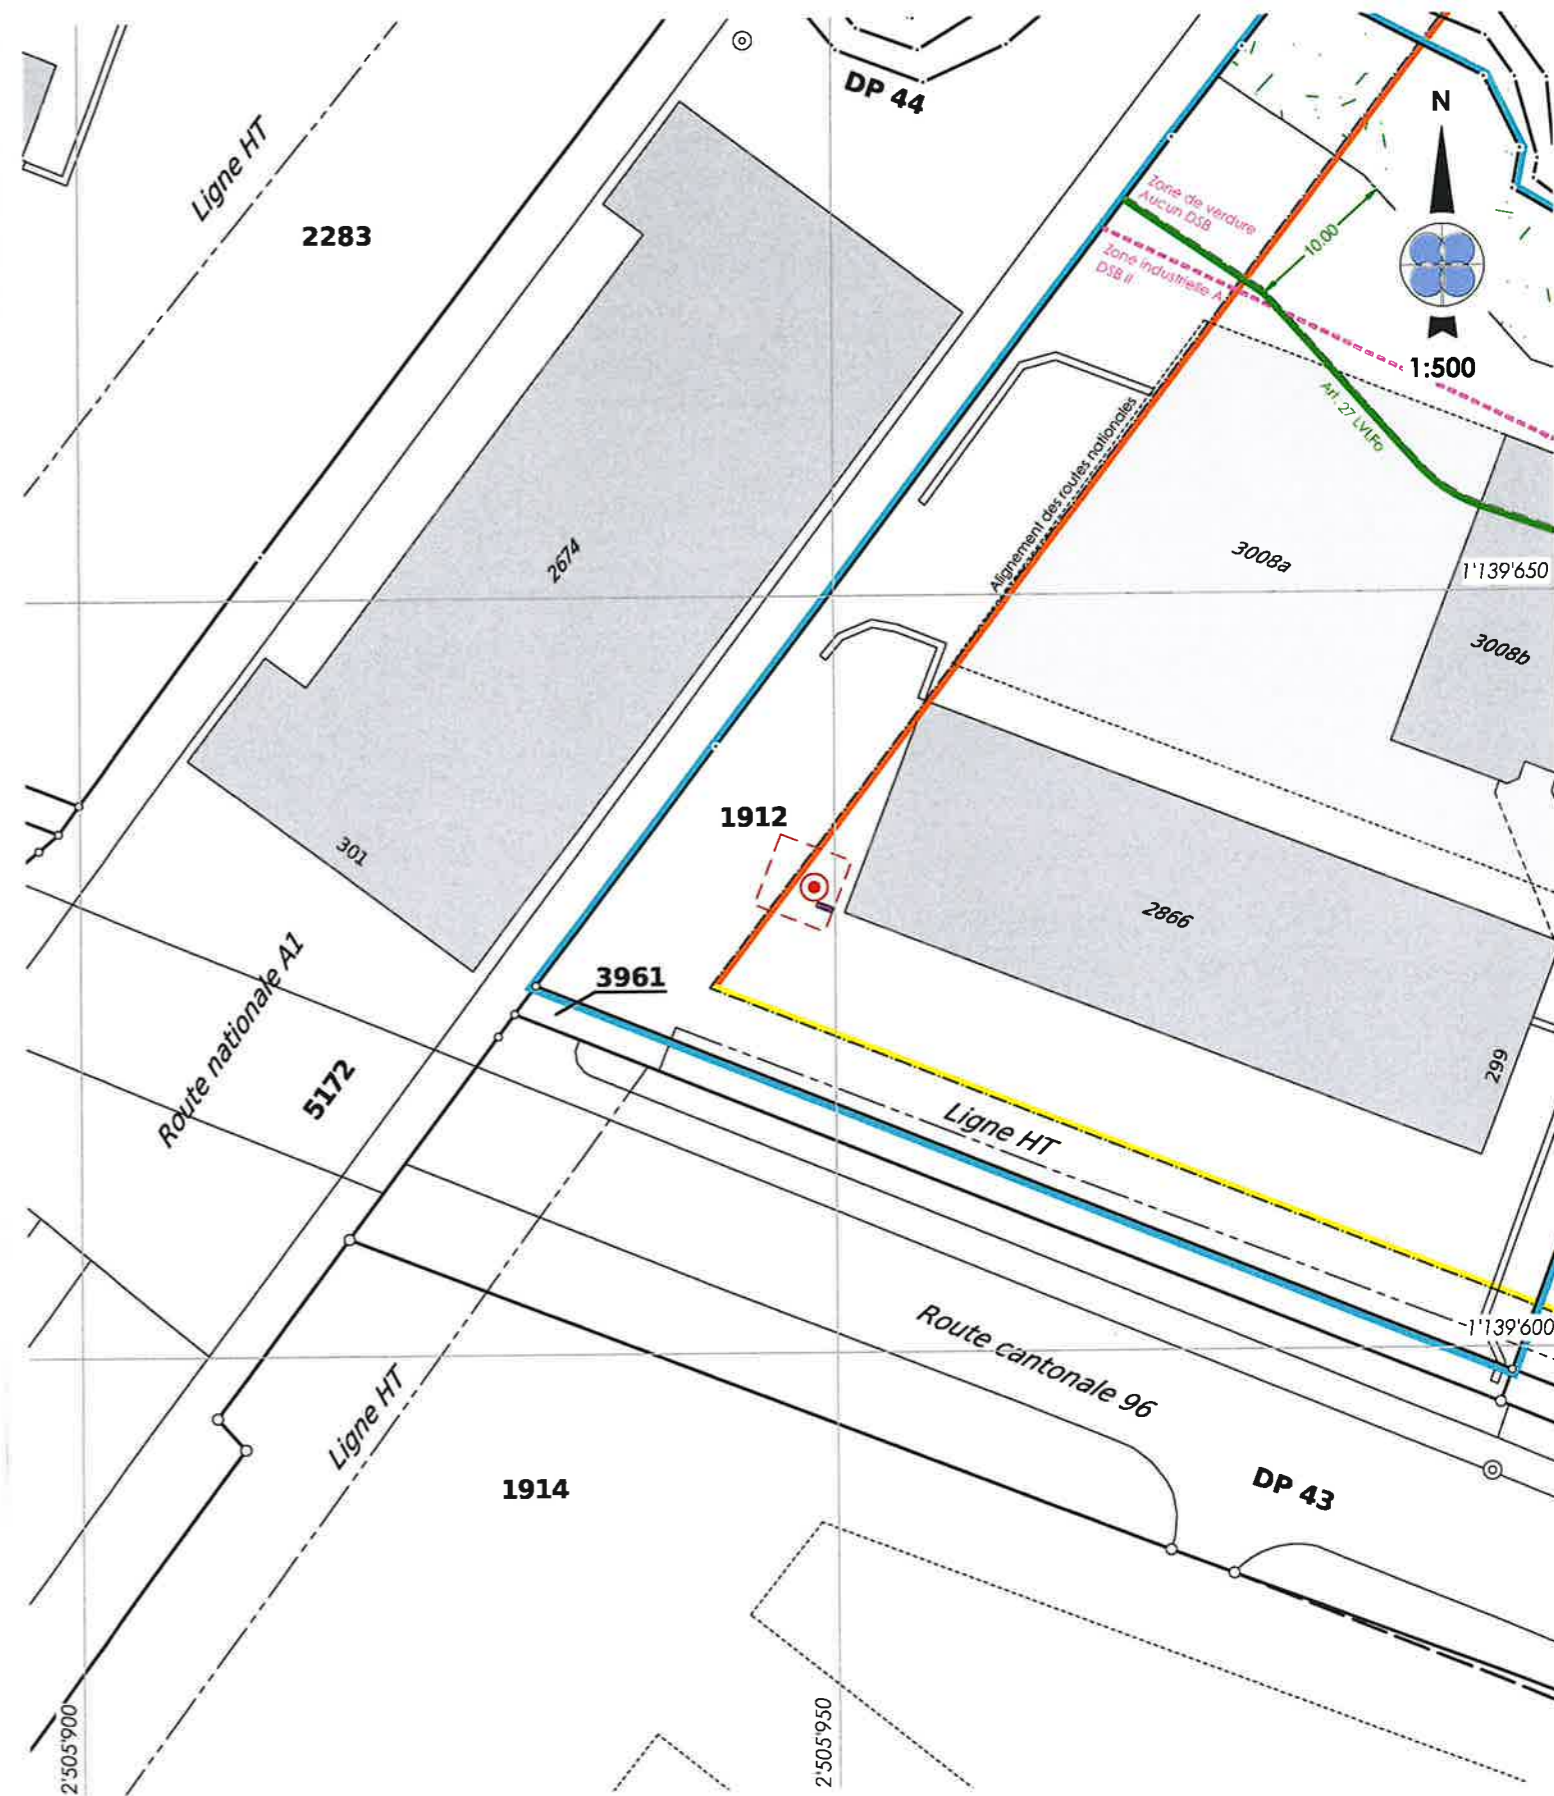 DP 44
N
Ligne HT
2283
Zone de verdure
Aucun DSB
10.00
Zone industrielle A
DSB II
1:500
Art. 27 LVLFo
Alignement des routes nationales
2674
3008a
1'139'650
3008b
1912
301
2866
3961
Route nationale A1
5172
299
Ligne HT
1'139'600
Route cantonale 96
Ligne HT
1914
DP 43
2'505'900
2'505'950